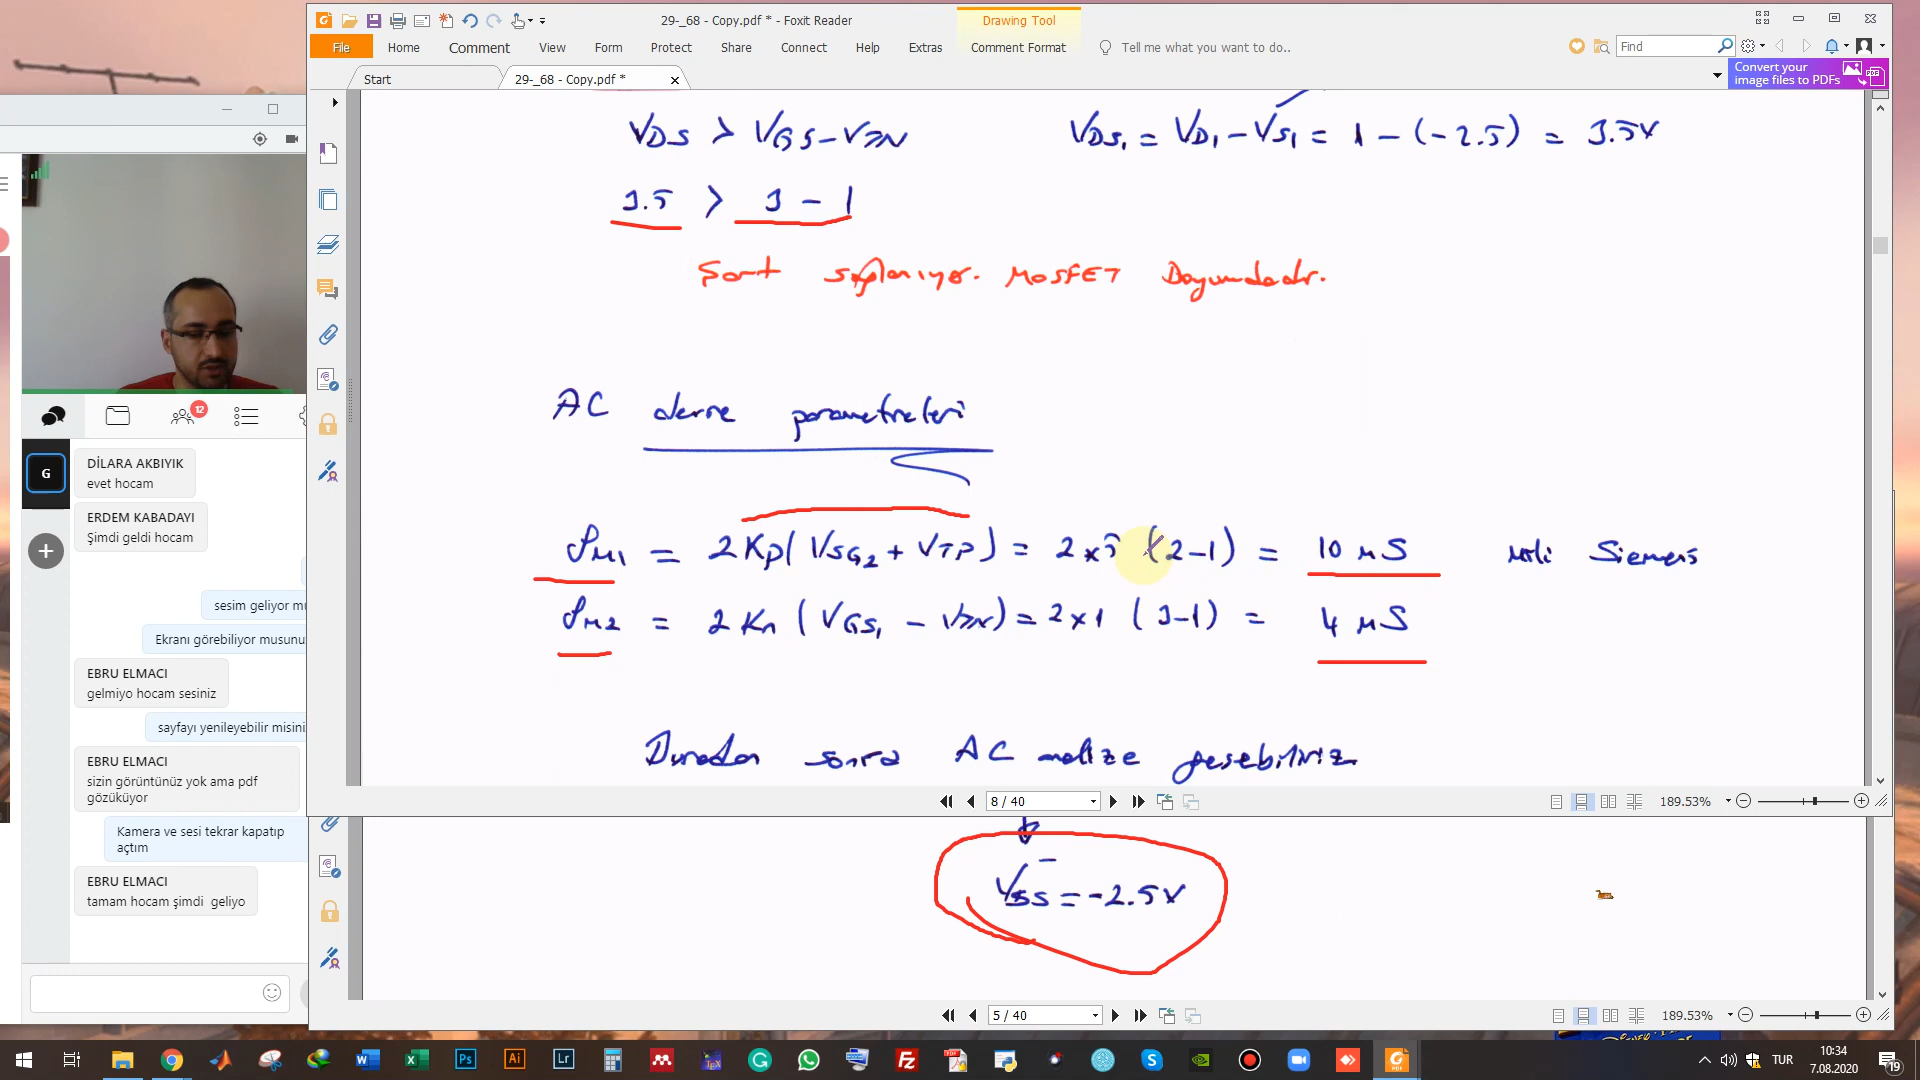 29-_68 - Copy.pdf * - Foxit Reader
Drawing Tool
File
Home
Comment
View
Form
Protect
Share
Connect
Help
Extras
Comment Format
Tell me what you want to do..
Find
Start
29-_68 - Copy.pdf *
Convert your
image files to PDFs
VDS > VGS-VTN
VDS1 = VD1 - VS1 = 1 - (-2.5) = 3.5V
3.5 > 3 - 1
Şart sağlanıyor. MOSFET Doyumdadır.
AC devre parametreleri
gm1 = 2Kp(VSG2 + VTP) = 2x5 (2-1) = 10 mS mili Siemens
gm2 = 2 Kn (VGS1 - VTN) = 2x1 (3-1) = 4 mS
Buradan sonra AC analize geçebiliriz
8 / 40
189.53%
VSS = -2.5V
5 / 40
189.53%
12
G
DİLARA AKBIYIK
evet hocam
ERDEM KABADAYI
Şimdi geldi hocam
sesim geliyor mu
Ekranı görebiliyor musunu
EBRU ELMACI
gelmiyo hocam sesiniz
sayfayı yenileyebilir misini
EBRU ELMACI
sizin görüntünüz yok ama pdf
gözüküyor
Kamera ve sesi tekrar kapatıp
açtım
EBRU ELMACI
tamam hocam şimdi geliyo
TUR
10:34
7.08.2020
19